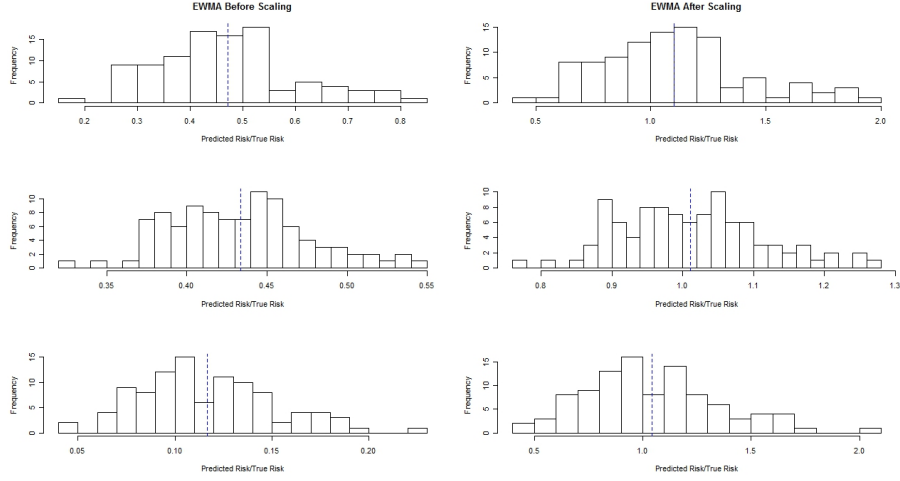 EWMA Before Scaling
EWMA After Scaling
Frequency
0 5 10 15
0.2 0.3 0.4 0.5 0.6 0.7 0.8
Predicted Risk/True Risk
Frequency
0 5 10 15
0.5 1.0 1.5 2.0
Predicted Risk/True Risk
Frequency
0 2 4 6 8 10
0.35 0.40 0.45 0.50 0.55
Predicted Risk/True Risk
Frequency
0 2 4 6 8 10
0.8 0.9 1.0 1.1 1.2 1.3
Predicted Risk/True Risk
Frequency
0 5 10 15
0.05 0.10 0.15 0.20
Predicted Risk/True Risk
Frequency
0 5 10 15
0.5 1.0 1.5 2.0
Predicted Risk/True Risk